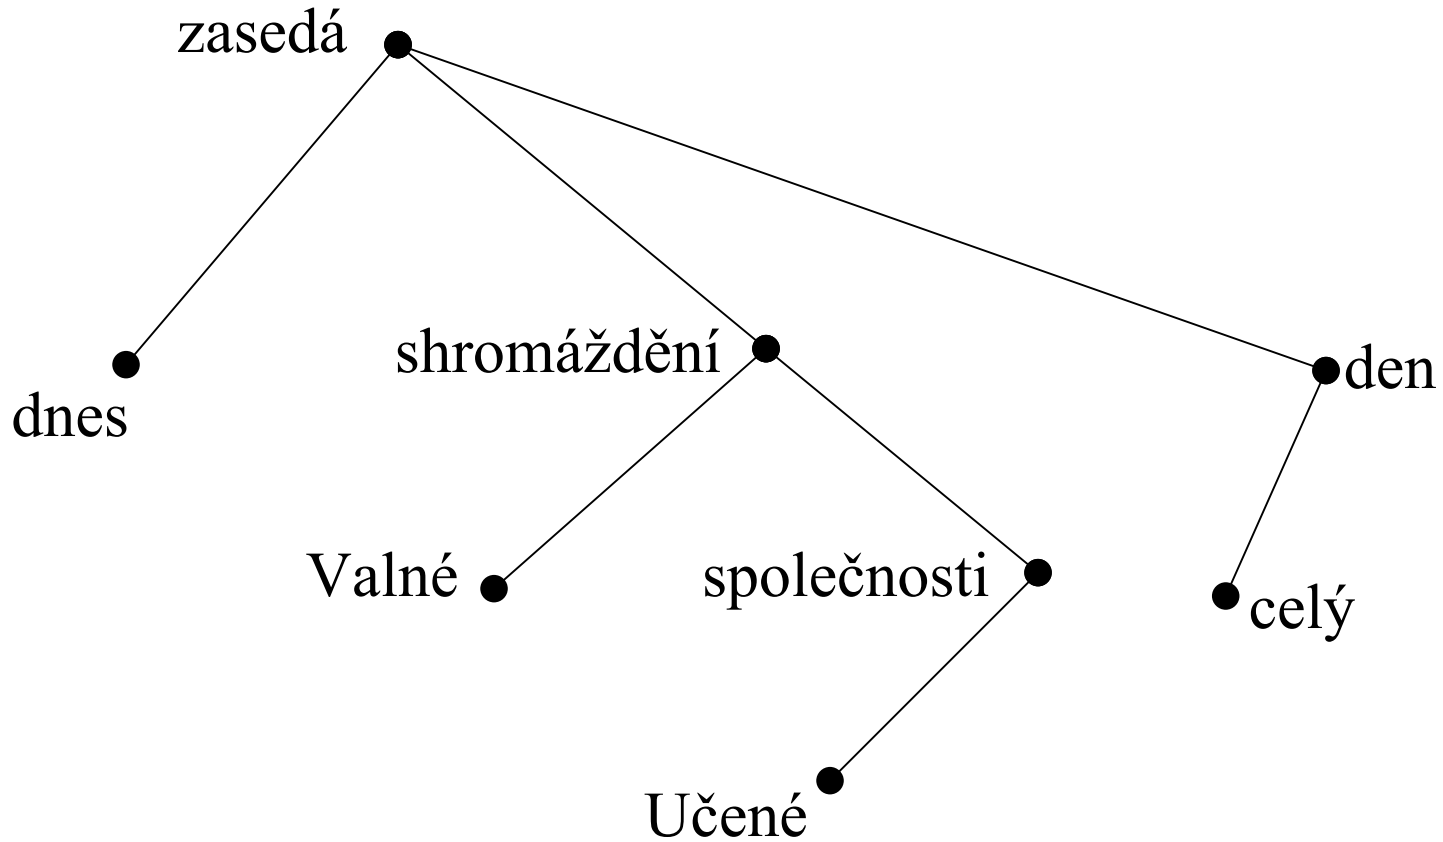 zasedá
shromáždění
den
dnes
Valné
společnosti
celý
Učené